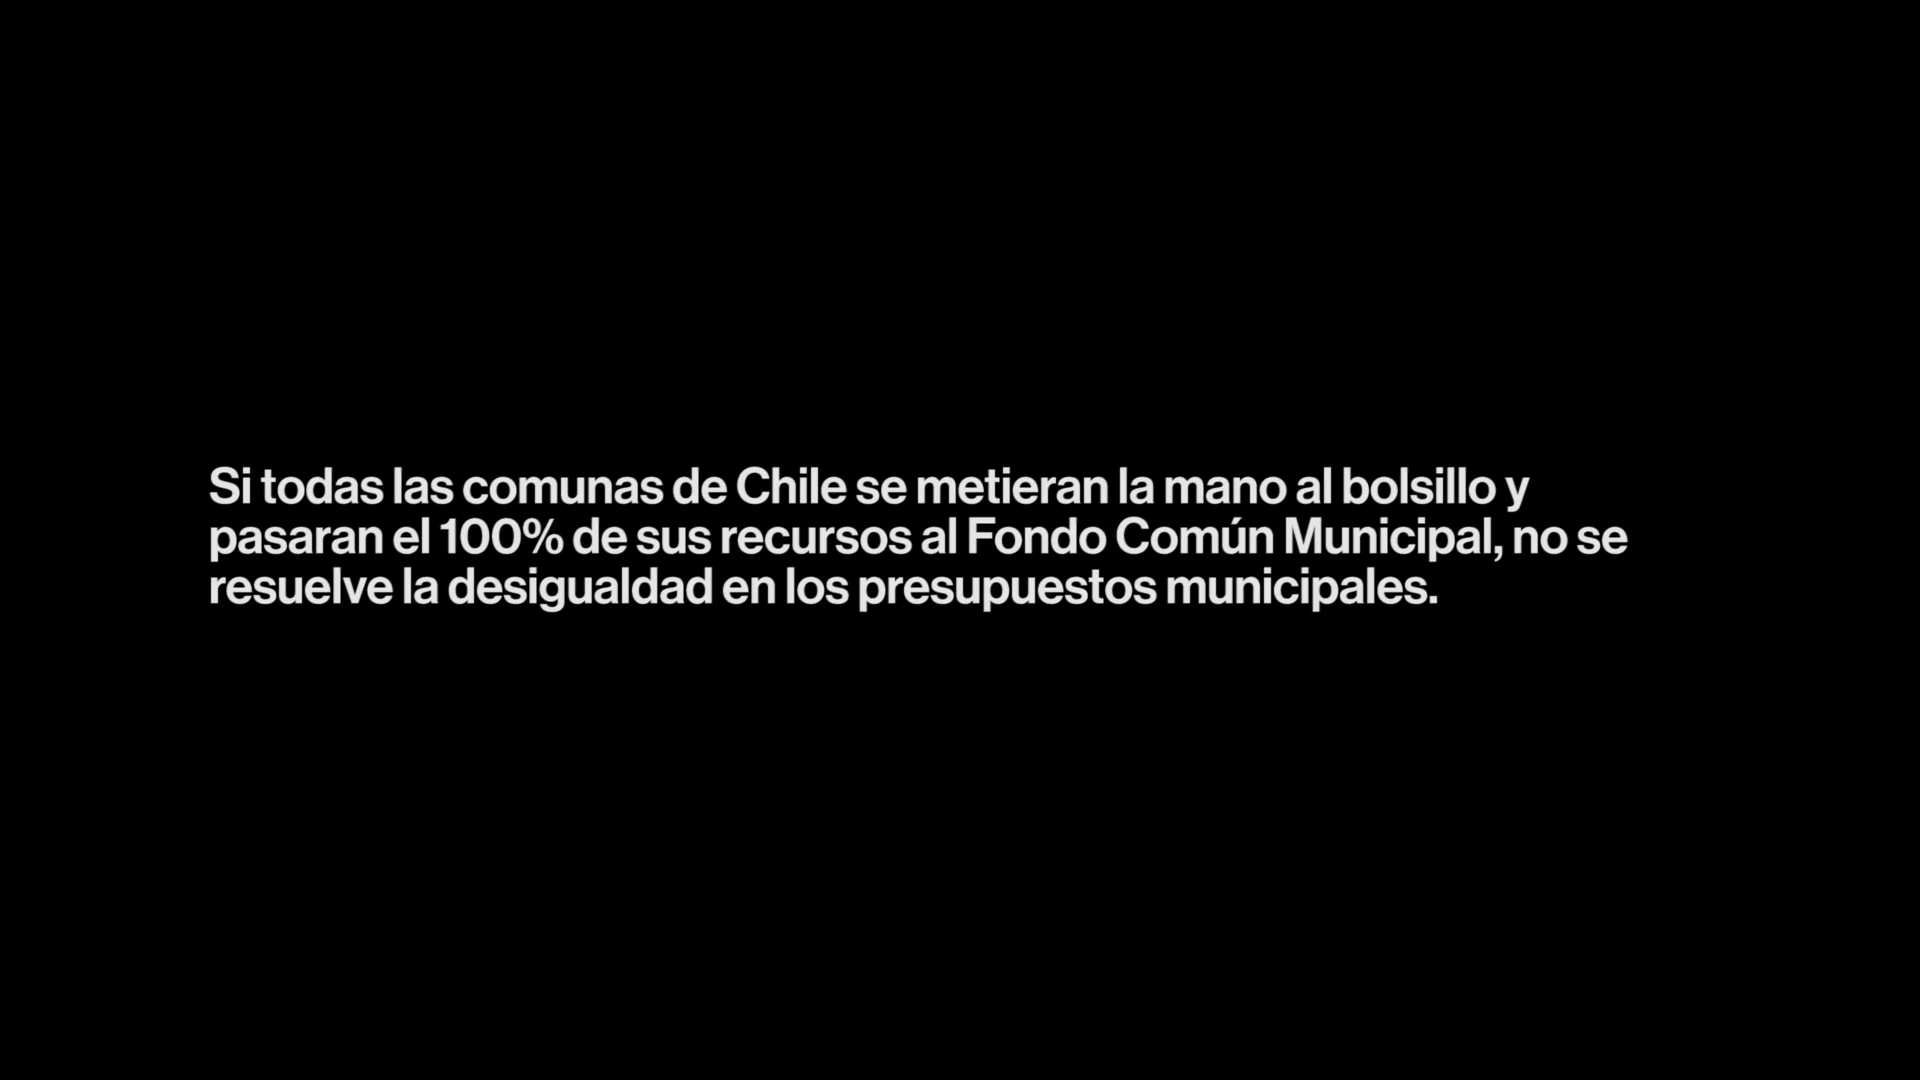 Si todas las comunas de Chile se metieran la mano al bolsillo y
pasaran el 100% de sus recursos al Fondo Común Municipal, no se
resuelve la desigualdad en los presupuestos municipales.